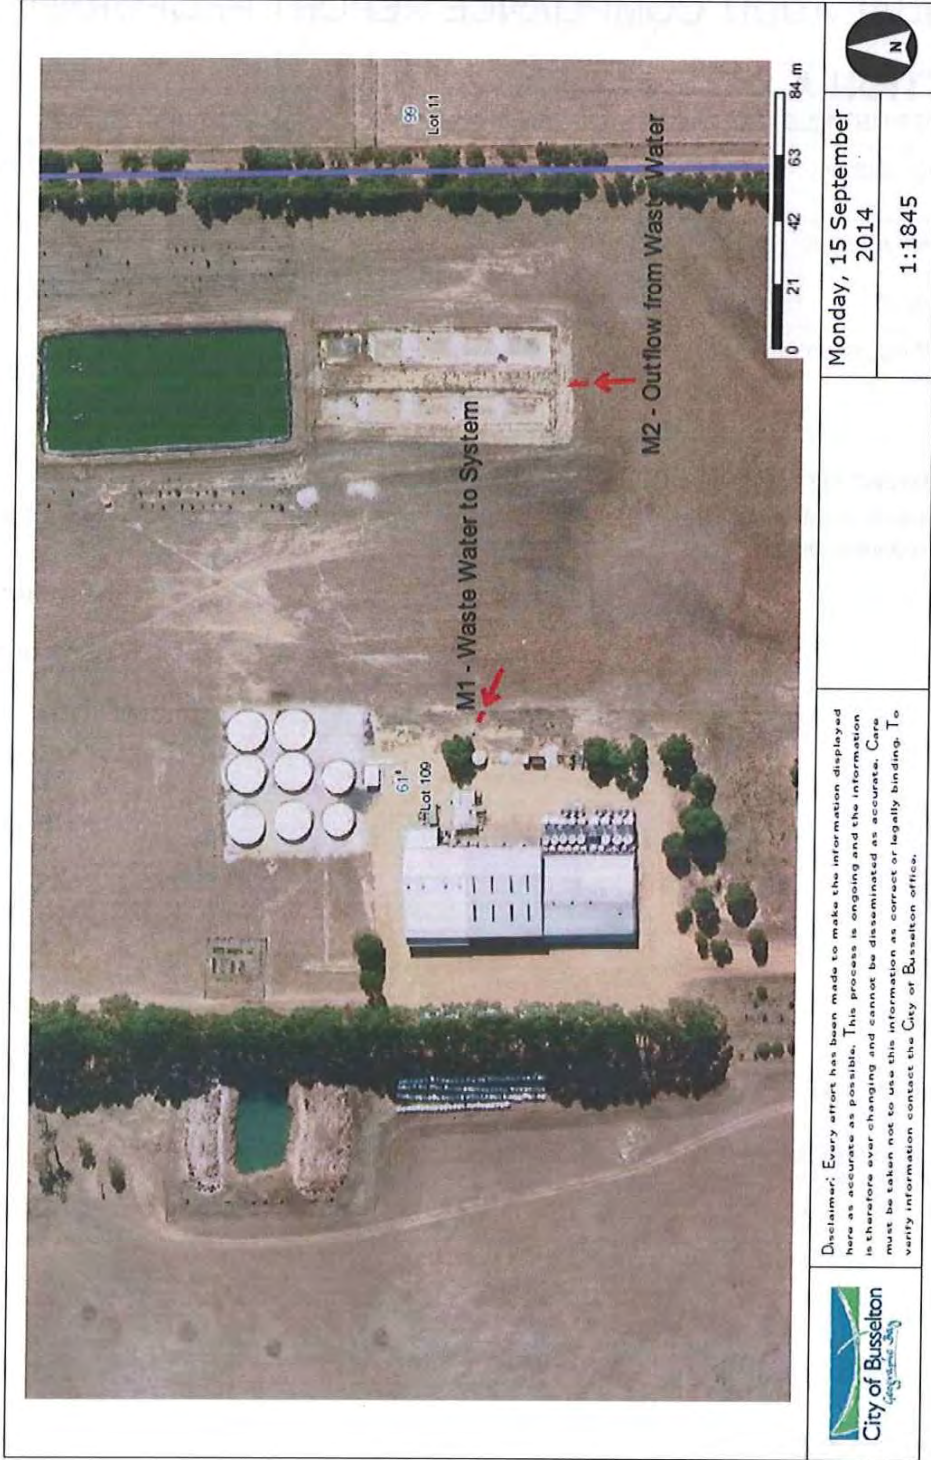 99
Lot 11
M2 - Outflow from Waste Water
M1 - Waste Water to System
61
Lot 109
0 21 42 63 84 m
City of Busselton
Geographe Bay
Disclaimer: Every effort has been made to make the information displayed
here as accurate as possible. This process is ongoing and the information
is therefore ever changing and cannot be disseminated as accurate. Care
must be taken not to use this information as correct or legally binding. To
verify information contact the City of Busselton office.
Monday, 15 September
2014
1:11845
N